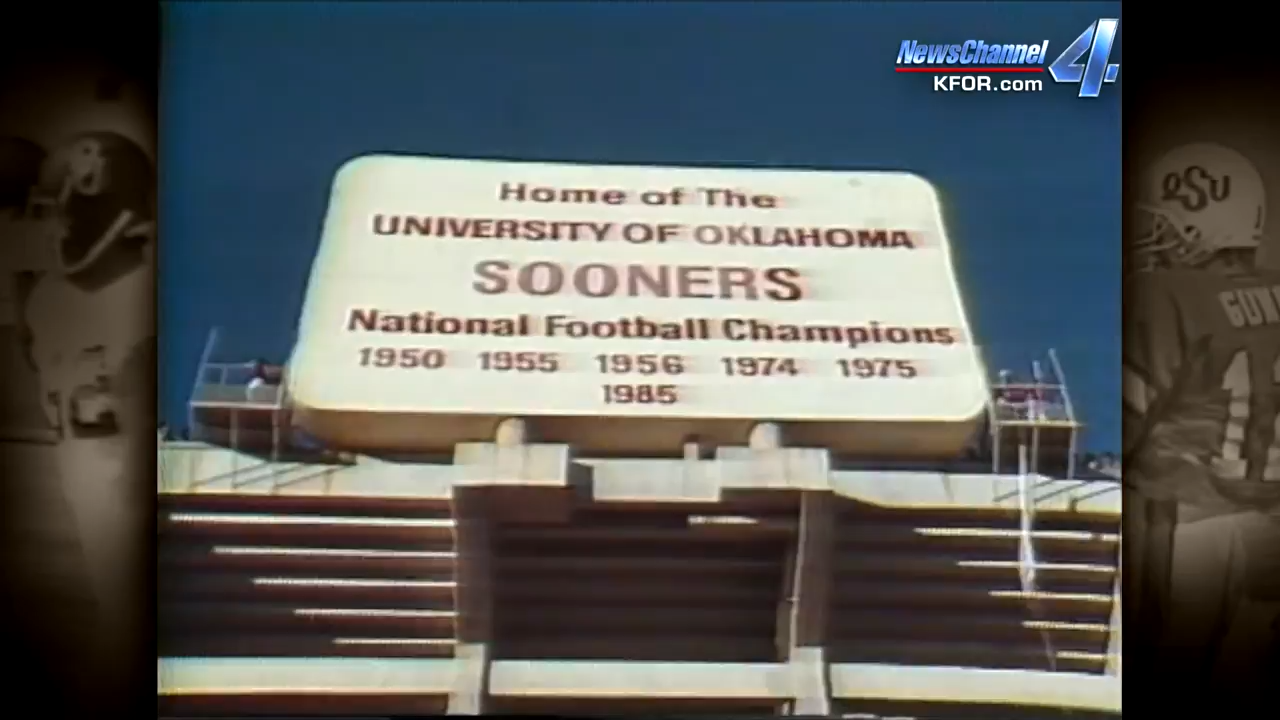 NewsChannel 4
KFOR.com
Home of The
UNIVERSITY OF OKLAHOMA
SOONERS
National Football Champions
1950 1955 1956 1974 1975
1985
OSU